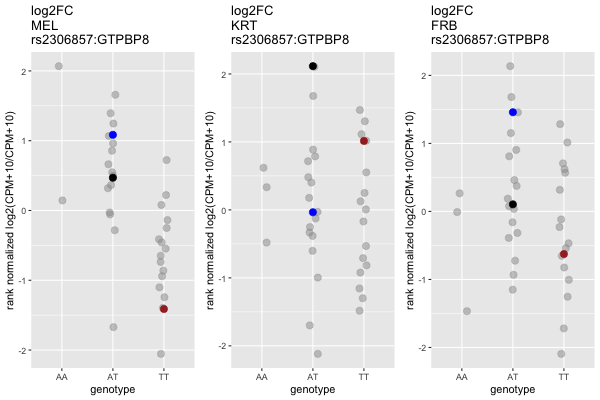 log2FC
MEL
rs2306857:GTPBP8
rank normalized log2(CPM+10/CPM+10)
2
1
0
-1
-2
AA AT TT
genotype
log2FC
KRT
rs2306857:GTPBP8
rank normalized log2(CPM+10/CPM+10)
2
1
0
-1
-2
AA AT TT
genotype
log2FC
FRB
rs2306857:GTPBP8
rank normalized log2(CPM+10/CPM+10)
2
1
0
-1
-2
AA AT TT
genotype